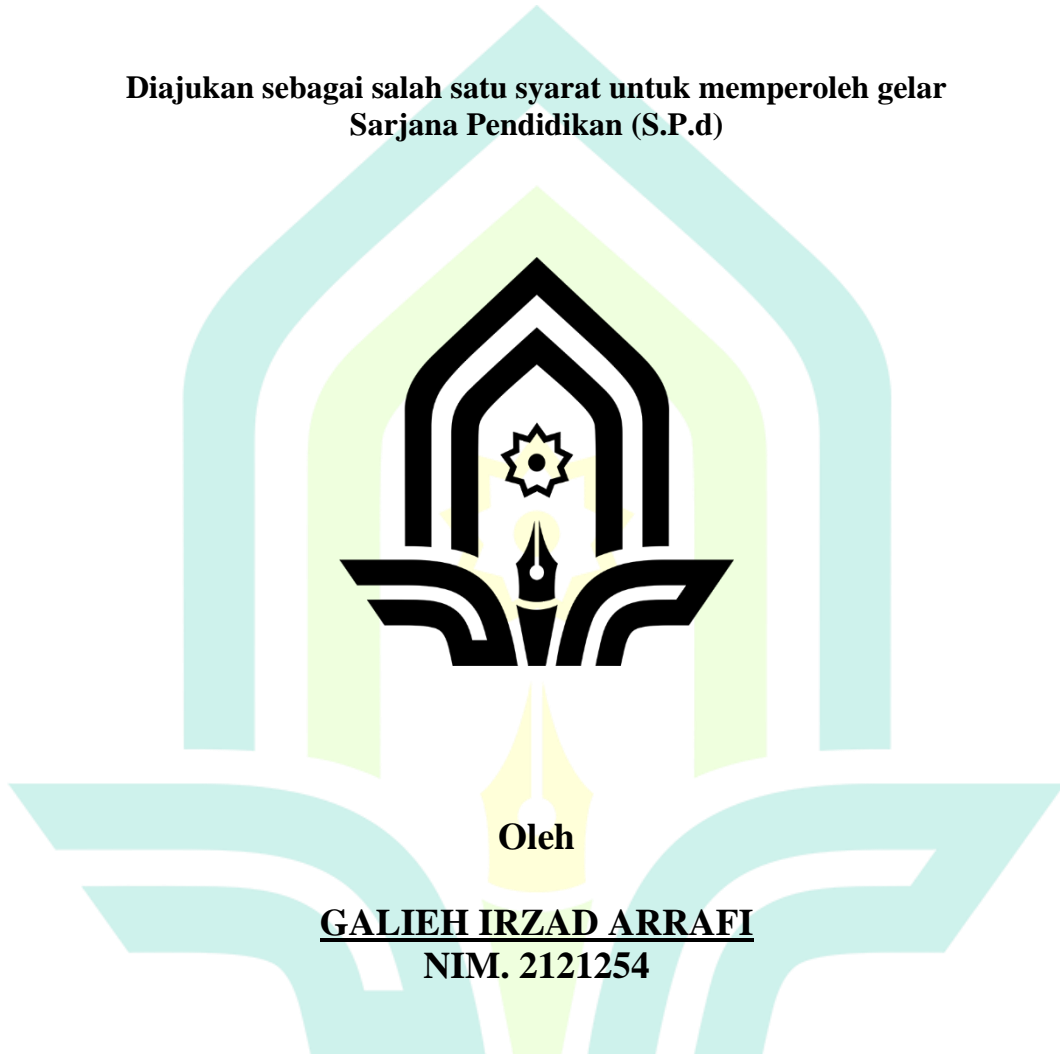 Diajukan sebagai salah satu syarat untuk memperoleh gelar
Sarjana Pendidikan (S.P.d)
Oleh
GALIEH IRZAD ARRAFI
NIM. 2121254